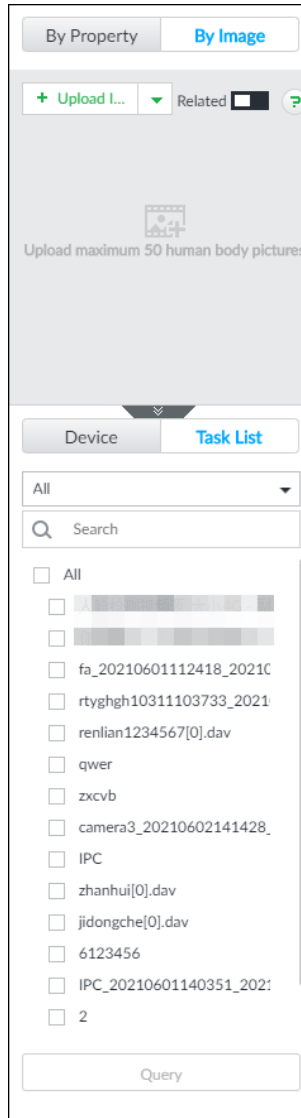 By Property By Image
+ Upload I... Related ?
Upload maximum 50 human body pictures
Device Task List
All
Search
All
fa_20210601112418_2021
rtyghgh10311103733_2021
renlian1234567[0].dav
qwer
zxcvb
camera3_20210602141428_
IPC
zhanhui[0].dav
jidongche[0].dav
6123456
IPC_20210601140351_2021
2
Query